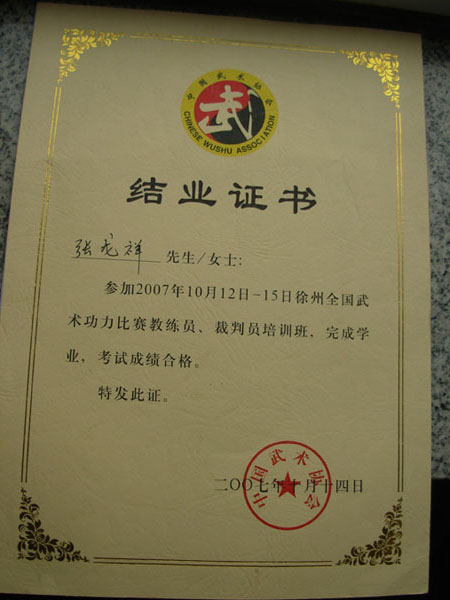 中国武术协会
武
CHINESE WUSHU ASSOCIATION
结业证书
张龙祥 先生/女士:
参加2007年10月12日-15日徐州全国武
术功力比赛教练员、裁判员培训班，完成学
业，考试成绩合格。
特发此证。
二〇〇七年十月十四日
中国武术协会